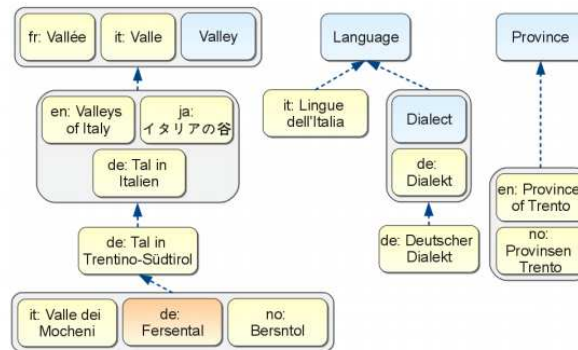 fr: Vallée
it: Valle
Valley
en: Valleys
of Italy
ja:
イタリアの谷
de: Tal in
Italien
de: Tal in
Trentino-Südtirol
it: Valle dei
Mocheni
de:
Fersental
no:
Bersntol
Language
it: Lingue
dell'Italia
Dialect
de:
Dialekt
de: Deutscher
Dialekt
Province
en: Province
of Trento
no:
Provinsen
Trento